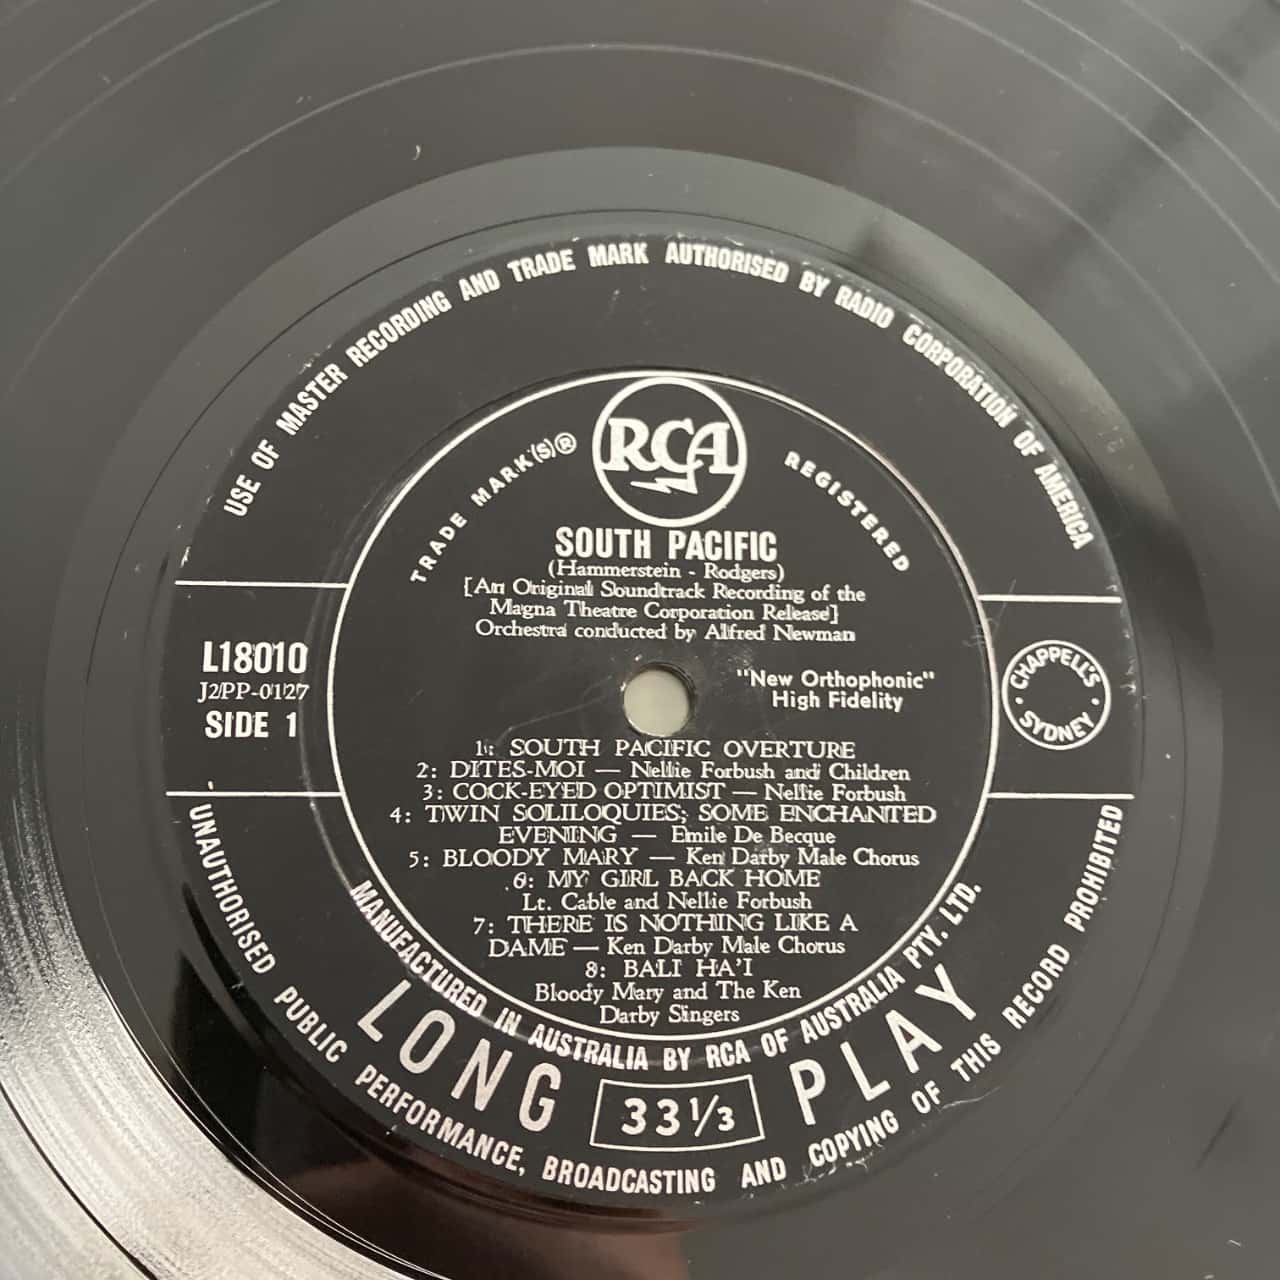 USE OF MASTER RECORDING AND TRADE MARK AUTHORISED BY RADIO CORPORATION OF AMERICA
TRADE MARK(S)® REGISTERED
RCA
SOUTH PACIFIC
(Hammerstein - Rodgers)
[An Original Soundtrack Recording of the
Magna Theatre Corporation Release]
Orchestra conducted by Alfred Newman
L18010
J2PP-0127
SIDE 1
"New Orthophonic"
High Fidelity
CHAPPELL'S
· SYDNEY ·
1: SOUTH PACIFIC OVERTURE
2: DITES-MOI — Nellie Forbush and Children
3: COCK-EYED OPTIMIST — Nellie Forbush
4: TWIN SOLILOQUIES; SOME ENCHANTED
EVENING — Emile De Becque
5: BLOODY MARY — Ken Darby Male Chorus
6: MY GIRL BACK HOME
Lt. Cable and Nellie Forbush
7: THERE IS NOTHING LIKE A
DAME — Ken Darby Male Chorus
8: BALI HA'I
Bloody Mary and The Ken
Darby Singers
MANUFACTURED IN AUSTRALIA BY RCA OF AUSTRALIA PTY. LTD.
LONG 33⅓ PLAY
UNAUTHORISED PUBLIC PERFORMANCE, BROADCASTING AND COPYING OF THIS RECORD PROHIBITED